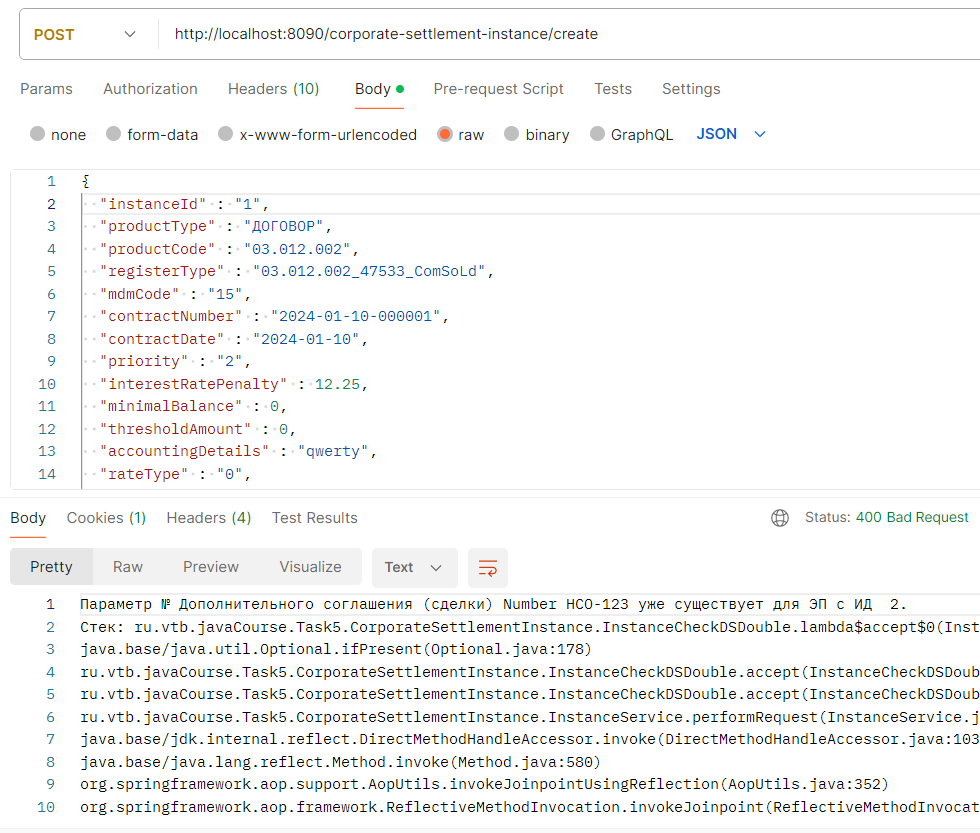 POST http://localhost:8090/corporate-settlement-instance/create
Params Authorization Headers (10) Body Pre-request Script Tests Settings
none form-data x-www-form-urlencoded raw binary GraphQL JSON
1 {
2 "instanceId" : "1",
3 "productType" : "ДОГОВОР",
4 "productCode" : "03.012.002",
5 "registerType" : "03.012.002_47533_ComSoLd",
6 "mdmCode" : "15",
7 "contractNumber" : "2024-01-10-000001",
8 "contractDate" : "2024-01-10",
9 "priority" : "2",
10 "interestRatePenalty" : 12.25,
11 "minimalBalance" : 0,
12 "thresholdAmount" : 0,
13 "accountingDetails" : "qwerty",
14 "rateType" : "0",
Body Cookies (1) Headers (4) Test Results Status: 400 Bad Request
Pretty Raw Preview Visualize Text
1 Параметр № Дополнительного соглашения (сделки) Number НСО-123 уже существует для ЭП с ИД  2.
2 Стек: ru.vtb.javaCourse.Task5.CorporateSettlementInstance.InstanceCheckDSDouble.lambda$accept$0(Inst
3 java.base/java.util.Optional.ifPresent(Optional.java:178)
4 ru.vtb.javaCourse.Task5.CorporateSettlementInstance.InstanceCheckDSDouble.accept(InstanceCheckDSDoub
5 ru.vtb.javaCourse.Task5.CorporateSettlementInstance.InstanceCheckDSDouble.accept(InstanceCheckDSDoub
6 ru.vtb.javaCourse.Task5.CorporateSettlementInstance.InstanceService.performRequest(InstanceService.j
7 java.base/jdk.internal.reflect.DirectMethodHandleAccessor.invoke(DirectMethodHandleAccessor.java:103
8 java.base/java.lang.reflect.Method.invoke(Method.java:580)
9 org.springframework.aop.support.AopUtils.invokeJoinpointUsingReflection(AopUtils.java:352)
10 org.springframework.aop.framework.ReflectiveMethodInvocation.invokeJoinpoint(ReflectiveMethodInvocat